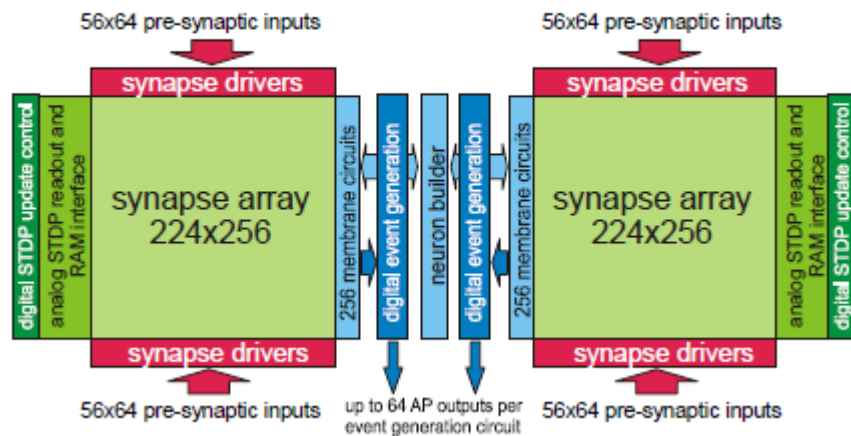 56x64 pre-synaptic inputs
56x64 pre-synaptic inputs
synapse drivers
synapse drivers
digital STDP update control
analog STDP readout and
RAM interface
synapse array
224x256
256 membrane circuits
digital event generation
neuron builder
digital event generation
256 membrane circuits
synapse array
224x256
analog STDP readout and
RAM interface
digital STDP update control
synapse drivers
synapse drivers
56x64 pre-synaptic inputs
up to 64 AP outputs per
event generation circuit
56x64 pre-synaptic inputs